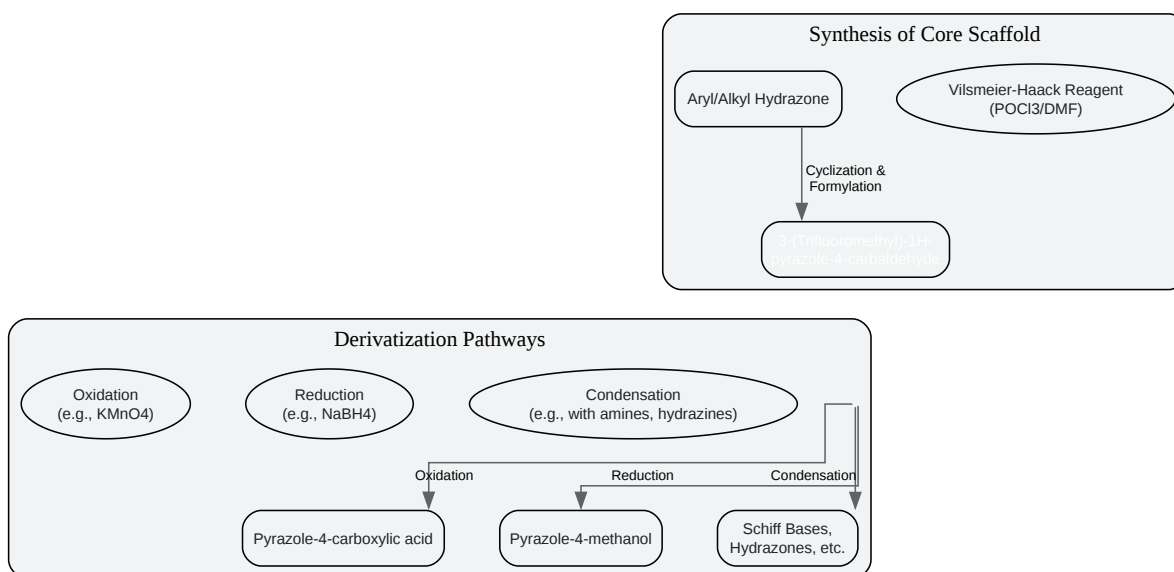 Synthesis of Core Scaffold
Aryl/Alkyl Hydrazone
Vilsmeier-Haack Reagent
(POCl3/DMF)
Cyclization &
Formylation
3-(Trifluoromethyl)-1H-
pyrazole-4-carbaldehyde
Derivatization Pathways
Oxidation
(e.g., KMnO4)
Reduction
(e.g., NaBH4)
Condensation
(e.g., with amines, hydrazines)
Oxidation
Reduction
Condensation
Pyrazole-4-carboxylic acid
Pyrazole-4-methanol
Schiff Bases,
Hydrazones, etc.